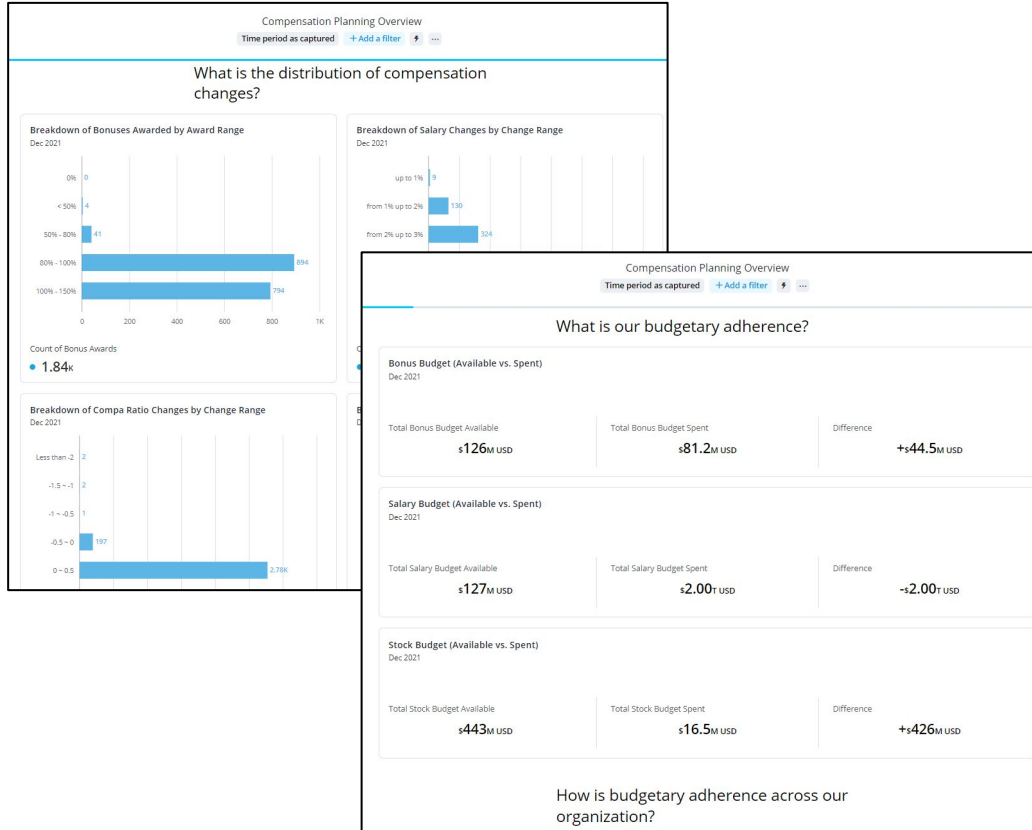 Compensation Planning Overview
Time period as captured + Add a filter ...
What is the distribution of compensation
changes?
Breakdown of Bonuses Awarded by Award Range
Dec 2021
0% 0
< 50% 4
50% - 80% 41
80% - 100% 894
100% - 150% 794
0 200 400 600 800 1K
Count of Bonus Awards
1.84K
Breakdown of Salary Changes by Change Range
Dec 2021
up to 1% 9
from 1% up to 2% 130
from 2% up to 3% 324
Breakdown of Compa Ratio Changes by Change Range
Dec 2021
Less than -2 2
-1.5 ~ -1 2
-1 ~ -0.5 1
-0.5 ~ 0 197
0 ~ 0.5 2.78K
Compensation Planning Overview
Time period as captured + Add a filter ...
What is our budgetary adherence?
Bonus Budget (Available vs. Spent)
Dec 2021
Total Bonus Budget Available Total Bonus Budget Spent Difference
$126M USD $81.2M USD +$44.5M USD
Salary Budget (Available vs. Spent)
Dec 2021
Total Salary Budget Available Total Salary Budget Spent Difference
$127M USD $2.00T USD -$2.00T USD
Stock Budget (Available vs. Spent)
Dec 2021
Total Stock Budget Available Total Stock Budget Spent Difference
$443M USD $16.5M USD +$426M USD
How is budgetary adherence across our
organization?